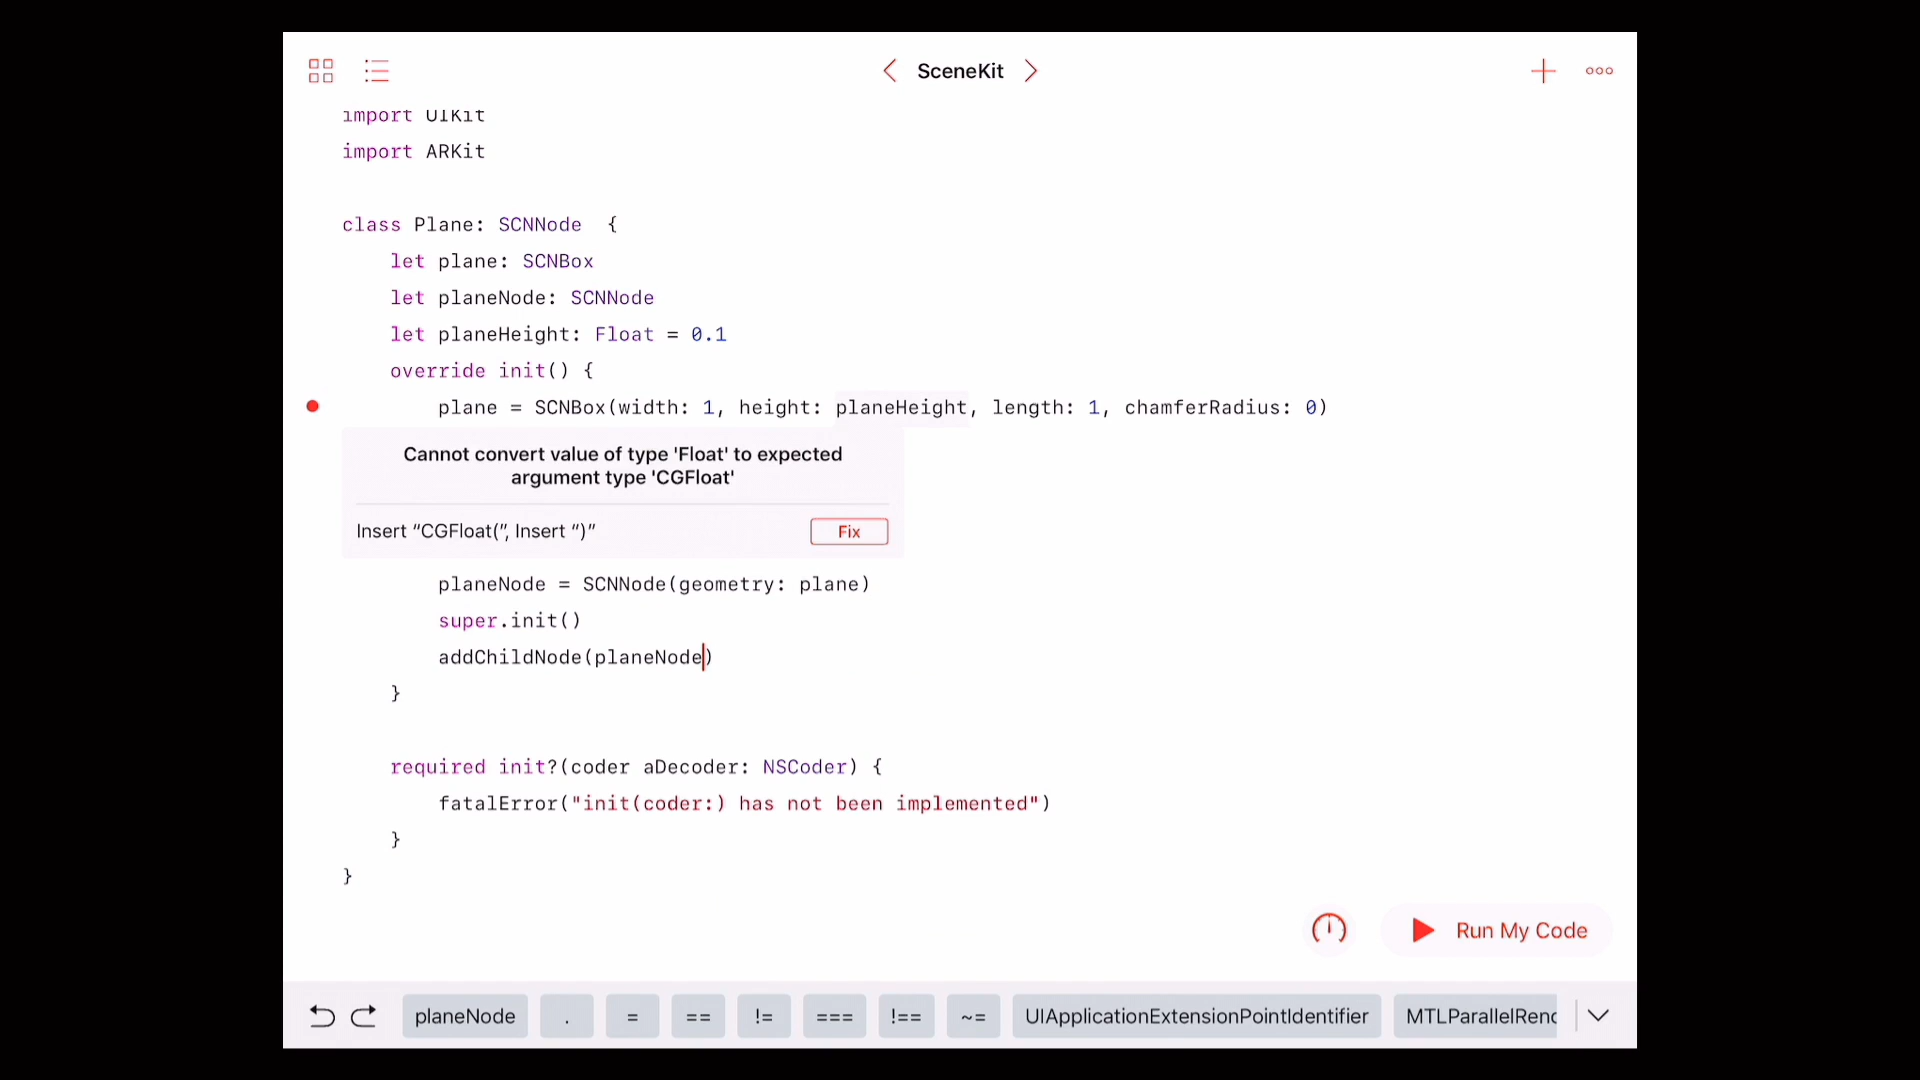 SceneKit
import UIKit
import ARKit
class Plane: SCNNode {
let plane: SCNBox
let planeNode: SCNNode
let planeHeight: Float = 0.1
override init() {
plane = SCNBox(width: 1, height: planeHeight, length: 1, chamferRadius: 0)
Cannot convert value of type 'Float' to expected
argument type 'CGFloat'
Insert “CGFloat(”, Insert “)” Fix
planeNode = SCNNode(geometry: plane)
super.init()
addChildNode(planeNode)
}
required init?(coder aDecoder: NSCoder) {
fatalError("init(coder:) has not been implemented")
}
}
Run My Code
planeNode . = == != === !== ~= UIApplicationExtensionPointIdentifier MTLParallelRenc